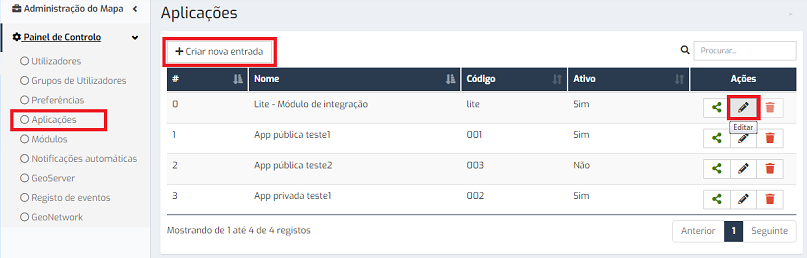 Administração do Mapa
Painel de Controlo
Utilizadores
Grupos de Utilizadores
Preferências
Aplicações
Módulos
Notificações automáticas
GeoServer
Registo de eventos
GeoNetwork
Aplicações
Criar nova entrada
Procurar...
# Nome Código Ativo Ações
0 Lite - Módulo de integração lite Sim
Editar
1 App pública teste1 001 Sim
2 App pública teste2 003 Não
3 App privada teste1 002 Sim
Mostrando de 1 até 4 de 4 registos
Anterior 1 Seguinte